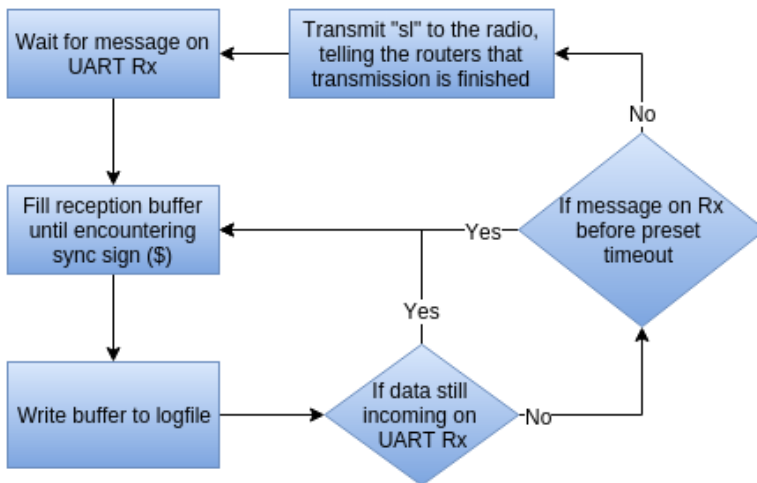 Wait for message on
UART Rx
Transmit "sl" to the radio,
telling the routers that
transmission is finished
No
Fill reception buffer
until encountering
sync sign ($)
Yes
If message on Rx
before preset
timeout
Yes
Write buffer to logfile
If data still
incoming on
UART Rx
No